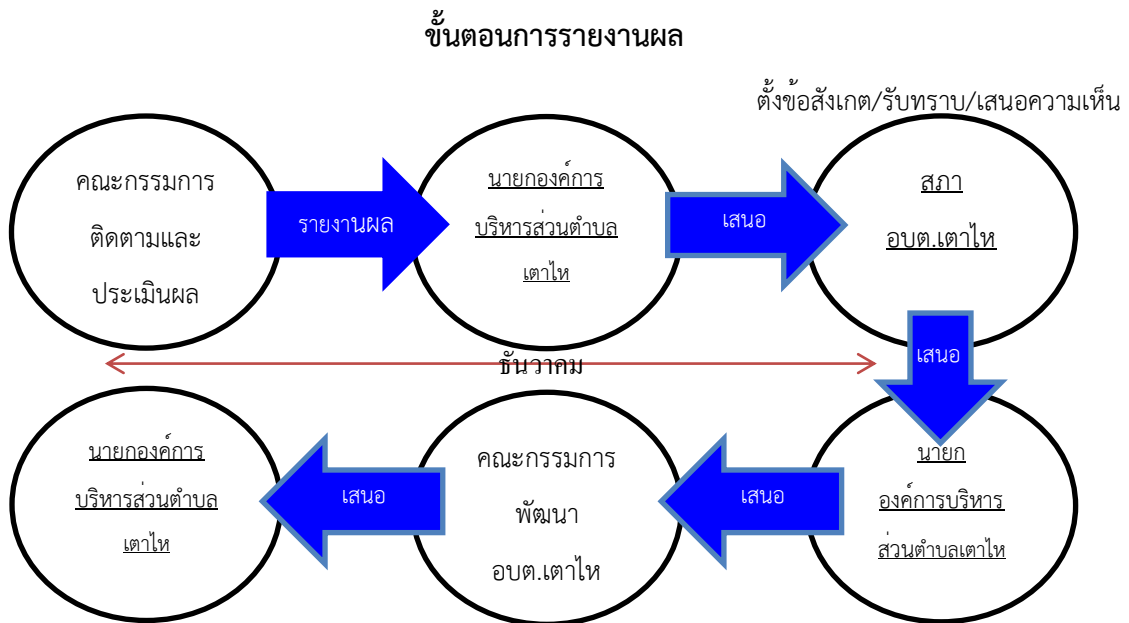 ขั้นตอนการรายงานผล
ตั้งข้อสังเกต/รับทราบ/เสนอความเห็น
คณะกรรมการ
ติดตามและ
ประเมินผล
รายงานผล
นายกองค์การ
บริหารส่วนตำบล
เตาไห
เสนอ
สภา
อบต.เตาไห
เสนอ
ธันวาคม
นายก
องค์การบริหาร
ส่วนตำบลเตาไห
เสนอ
คณะกรรมการ
พัฒนา
อบต.เตาไห
เสนอ
นายกองค์การ
บริหารส่วนตำบล
เตาไห